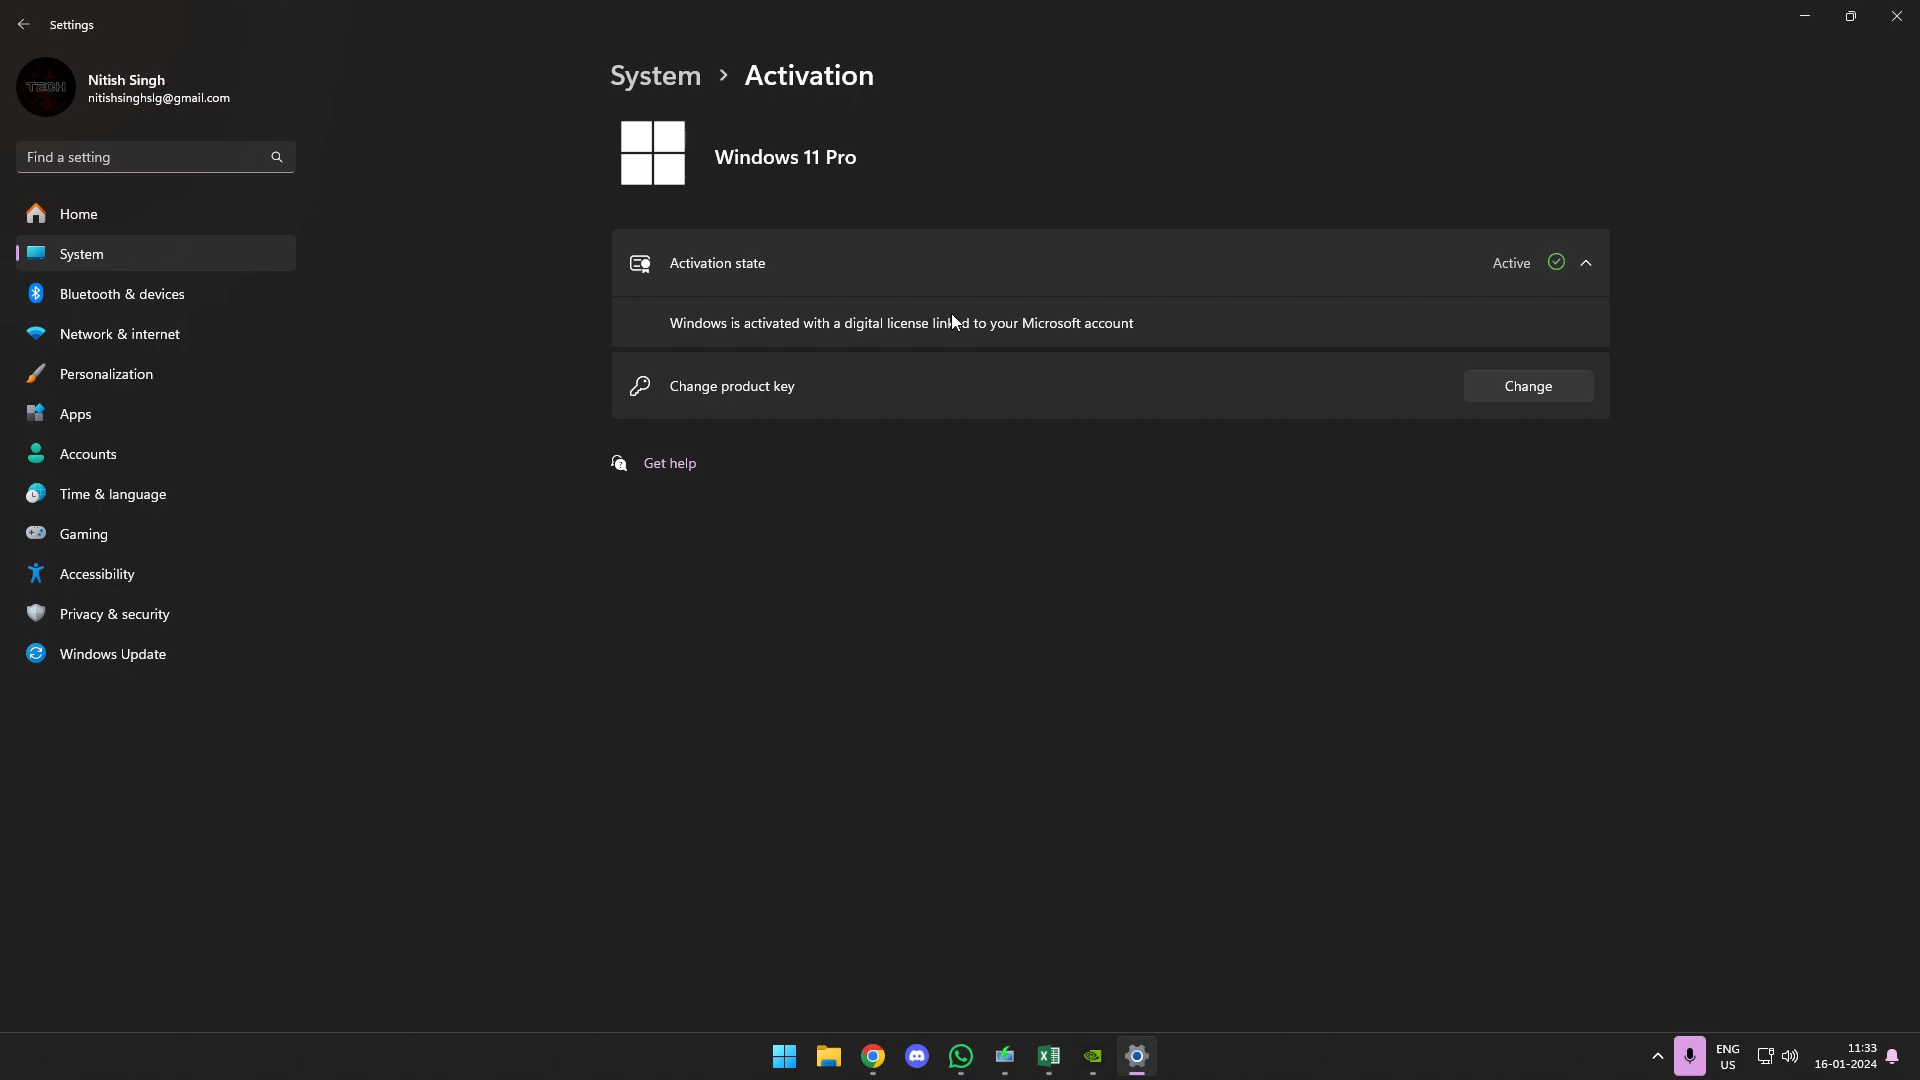 Settings
Nitish Singh
nitishsinghslg@gmail.com
Find a setting
Home
System
Bluetooth & devices
Network & internet
Personalization
Apps
Accounts
Time & language
Gaming
Accessibility
Privacy & security
Windows Update
System > Activation
Windows 11 Pro
Activation state
Active
Windows is activated with a digital license linked to your Microsoft account
Change product key
Change
Get help
TECH
ENG
US
11:33
16-01-2024